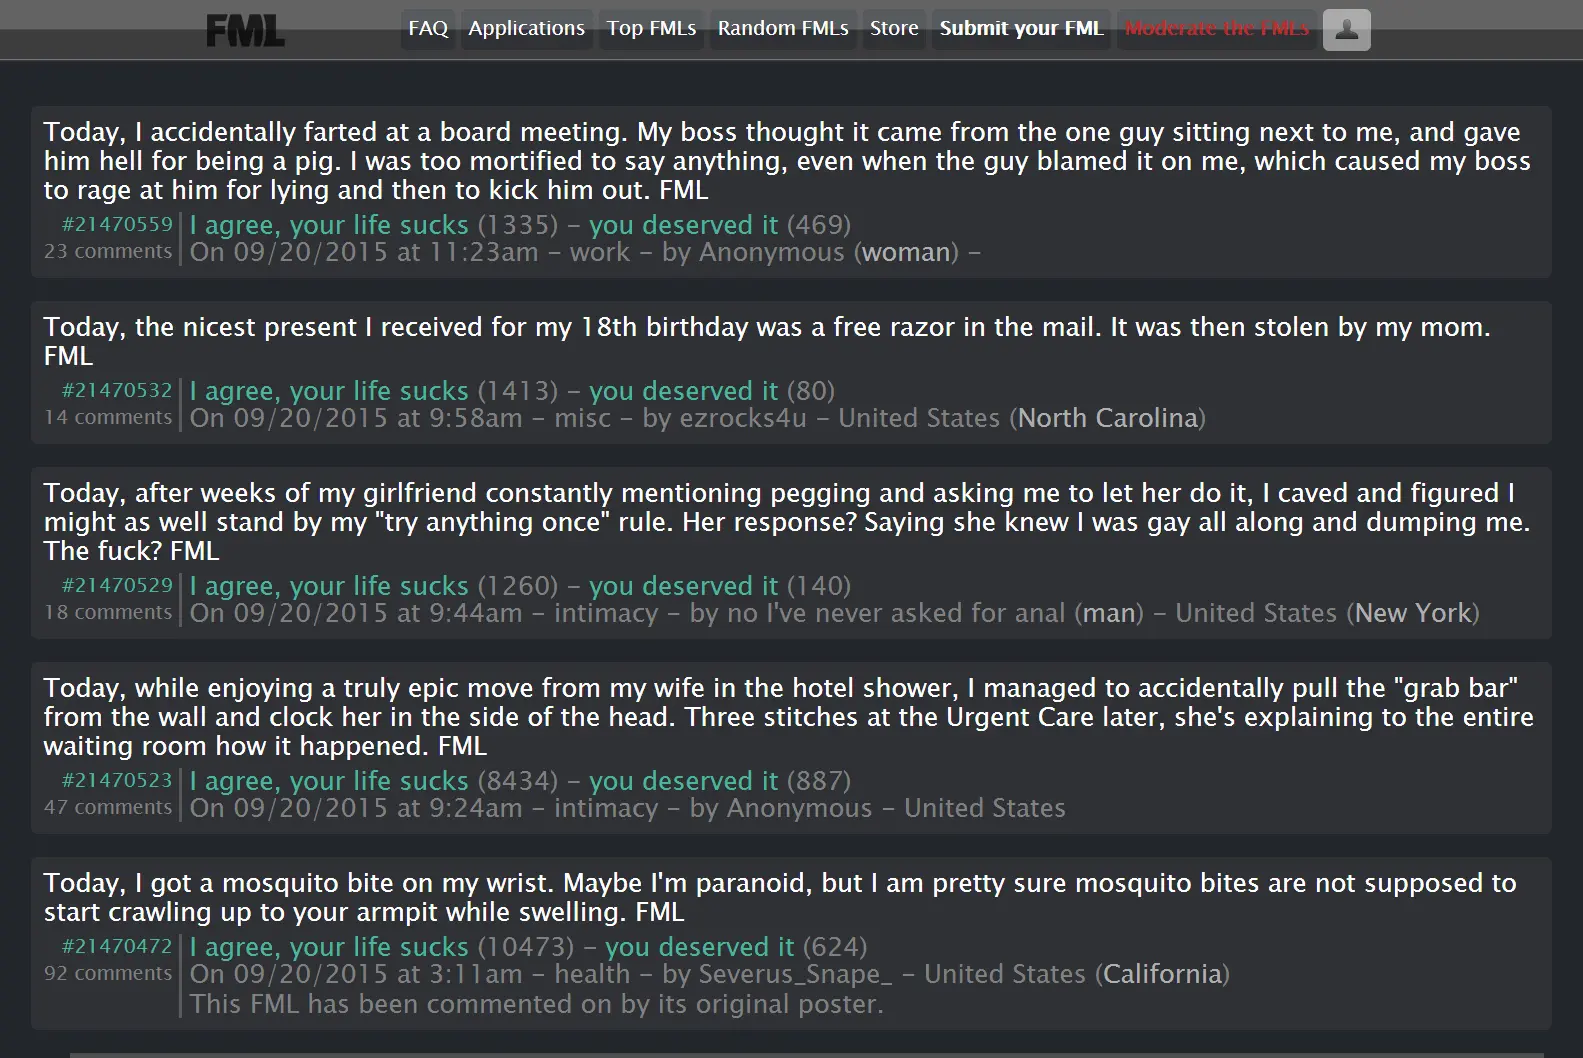 FML FAQ Applications Top FMLs Random FMLs Store Submit your FML Moderate the FMLs
Today, I accidentally farted at a board meeting. My boss thought it came from the one guy sitting next to me, and gave
him hell for being a pig. I was too mortified to say anything, even when the guy blamed it on me, which caused my boss
to rage at him for lying and then to kick him out. FML
#21470559 I agree, your life sucks (1335) – you deserved it (469)
23 comments On 09/20/2015 at 11:23am – work – by Anonymous (woman) –
Today, the nicest present I received for my 18th birthday was a free razor in the mail. It was then stolen by my mom.
FML
#21470532 I agree, your life sucks (1413) – you deserved it (80)
14 comments On 09/20/2015 at 9:58am – misc – by ezrocks4u – United States (North Carolina)
Today, after weeks of my girlfriend constantly mentioning pegging and asking me to let her do it, I caved and figured I
might as well stand by my "try anything once" rule. Her response? Saying she knew I was gay all along and dumping me.
The fuck? FML
#21470529 I agree, your life sucks (1260) – you deserved it (140)
18 comments On 09/20/2015 at 9:44am – intimacy – by no I've never asked for anal (man) – United States (New York)
Today, while enjoying a truly epic move from my wife in the hotel shower, I managed to accidentally pull the "grab bar"
from the wall and clock her in the side of the head. Three stitches at the Urgent Care later, she's explaining to the entire
waiting room how it happened. FML
#21470523 I agree, your life sucks (8434) – you deserved it (887)
47 comments On 09/20/2015 at 9:24am – intimacy – by Anonymous – United States
Today, I got a mosquito bite on my wrist. Maybe I'm paranoid, but I am pretty sure mosquito bites are not supposed to
start crawling up to your armpit while swelling. FML
#21470472 I agree, your life sucks (10473) – you deserved it (624)
92 comments On 09/20/2015 at 3:11am – health – by Severus_Snape_ – United States (California)
This FML has been commented on by its original poster.